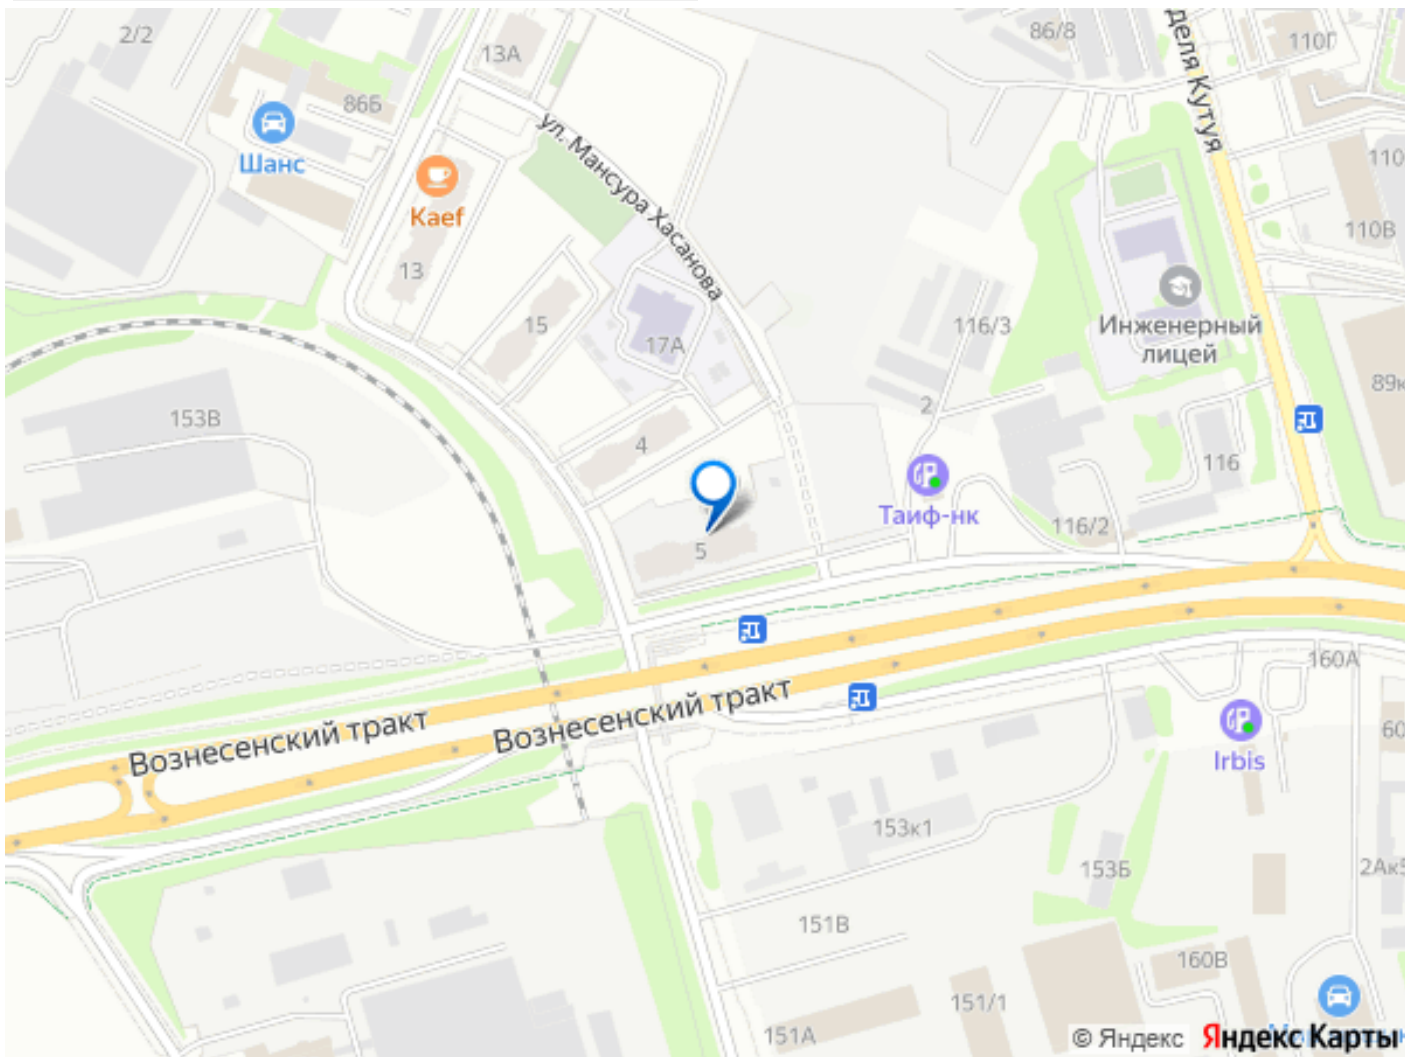 2/2
13А
86Б
Шанс
Kaef
ул. Мансура Хасанова
86/8
110Г
деля Кутуя
110
110В
13
15
17А
116/3
Инженерный
лицей
89к
153В
2
4
116
Таиф-нк
116/2
5
160А
Вознесенский тракт
Вознесенский тракт
Irbis
60
153к1
153Б
2Ак5
151В
160В
151/1
151А
© Яндекс
Яндекс Карты